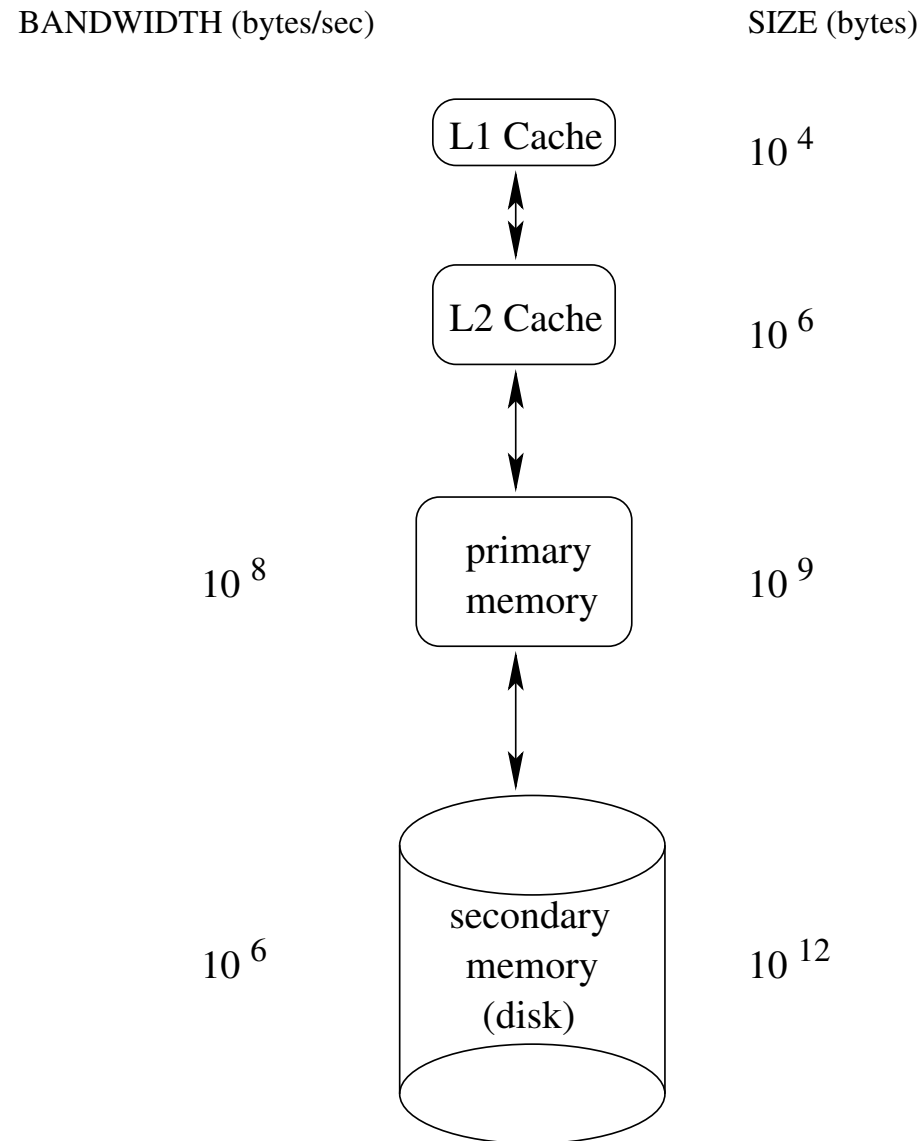 BANDWIDTH (bytes/sec) SIZE (bytes)
L1 Cache 10 4
L2 Cache 10 6
primary
10 8 memory 10 9
secondary
10 6 memory 10 12
(disk)